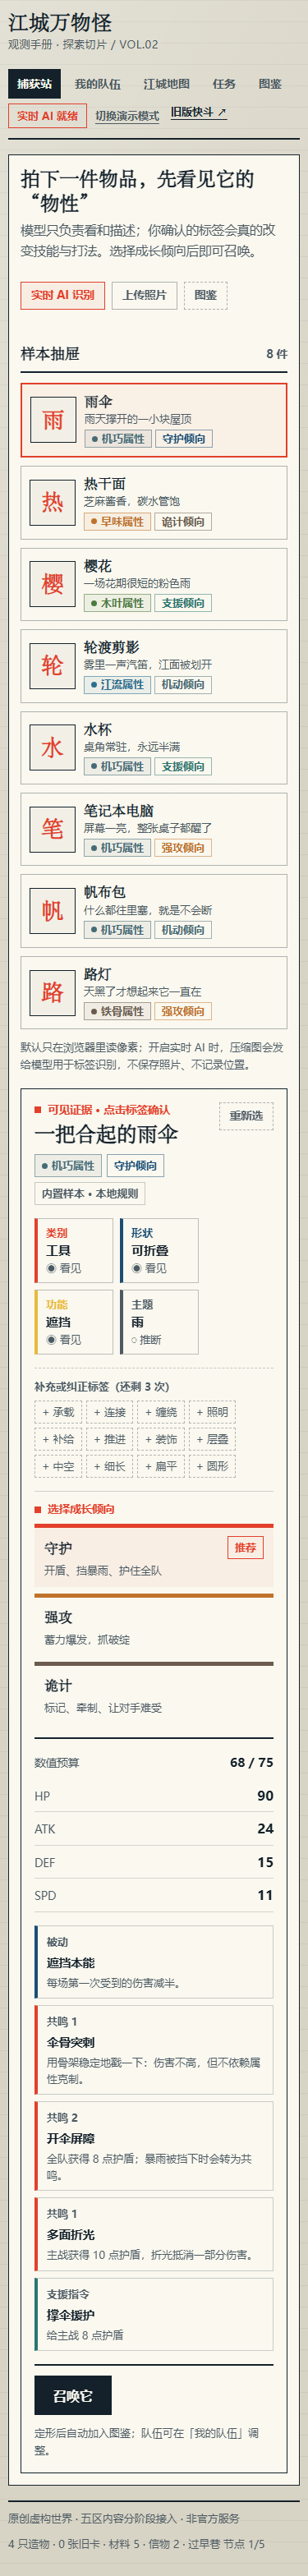 江城万物怪
观测手册 · 探索切片 / VOL.02
捕获站 我的队伍 江城地图 任务 图鉴
实时 AI 就绪 切换演示模式 旧版快斗 ↗
拍下一件物品，先看见它的
“物性”
模型只负责看和描述；你确认的标签会真的改
变技能与打法。选择成长倾向后即可召唤。
实时 AI 识别 上传照片 图鉴
样本抽屉 8 件
雨
雨伞
雨天撑开的一小块屋顶
机巧属性 守护倾向
热
热干面
芝麻酱香，碳水管饱
早味属性 诡计倾向
樱
樱花
一场花期很短的粉色雨
木叶属性 支援倾向
轮
轮渡剪影
雾里一声汽笛，江面被划开
江流属性 机动倾向
水
水杯
桌角常驻，永远半满
机巧属性 支援倾向
笔
笔记本电脑
屏幕一亮，整张桌子都醒了
机巧属性 强攻倾向
帆
帆布包
什么都往里塞，就是不会断
机巧属性 机动倾向
路
路灯
天黑了才想起来它一直在
铁骨属性 强攻倾向
默认只在浏览器里读像素；开启实时 AI 时，压缩图会发
给模型用于标签识别，不保存照片、不记录位置。
可见证据 • 点击标签确认
一把合起的雨伞
重新选
机巧属性 守护倾向
内置样本 • 本地规则
类别 形状
工具 可折叠
◉ 看见 ◉ 看见
功能 主题
遮挡 雨
◉ 看见 ○ 推断
补充或纠正标签（还剩 3 次）
+ 承载 + 连接 + 缠绕 + 照明
+ 补给 + 推进 + 装饰 + 层叠
+ 中空 + 细长 + 扁平 + 圆形
选择成长倾向
守护 推荐
开盾、挡暴雨、护住全队
强攻
蓄力爆发，抓破绽
诡计
标记、牵制、让对手难受
数值预算 68 / 75
HP 90
ATK 24
DEF 15
SPD 11
被动
遮挡本能
每场第一次受到的伤害减半。
共鸣 1
伞骨突刺
用骨架稳定地戳一下：伤害不高，但不依赖属
性克制。
共鸣 2
开伞屏障
全队获得 8 点护盾；暴雨被挡下时会转为共
鸣。
共鸣 1
多面折光
主战获得 10 点护盾，折光抵消一部分伤害。
支援指令
撑伞援护
给主战 8 点护盾
召唤它
定形后自动加入图鉴；队伍可在「我的队伍」调
整。
原创虚构世界 · 五区内容分阶段接入 · 非官方服务
4 只造物 · 0 张旧卡 · 材料 5 · 信物 2 · 过早巷 节点 1/5